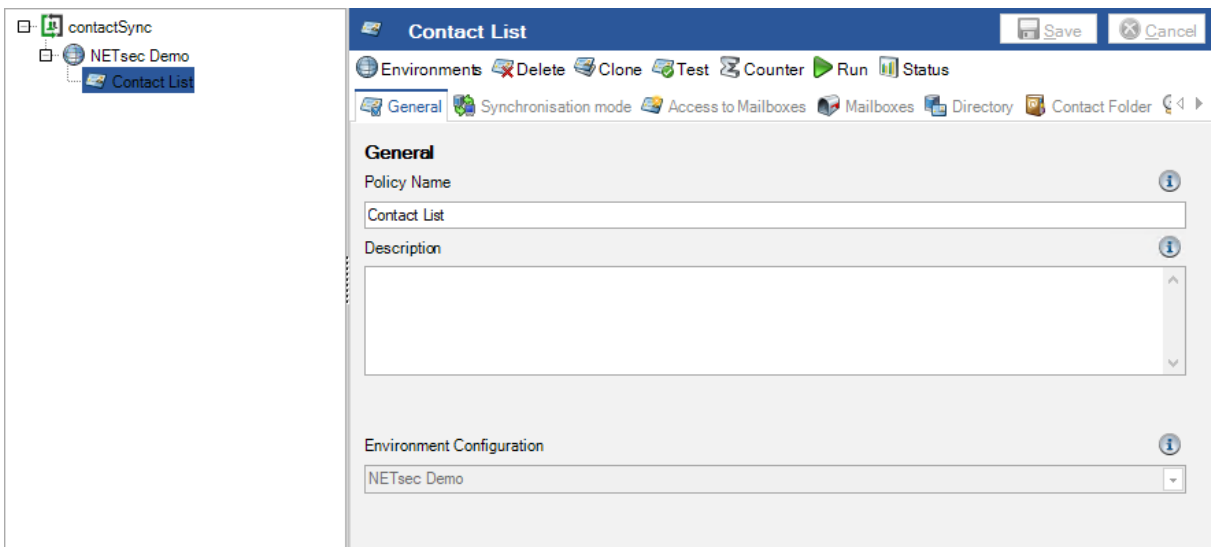 contactSync
NETsec Demo
Contact List
Contact List
Save
Cancel
Environments Delete Clone Test Counter Run Status
General Synchronisation mode Access to Mailboxes Mailboxes Directory Contact Folder
General
Policy Name
Contact List
Description
Environment Configuration
NETsec Demo